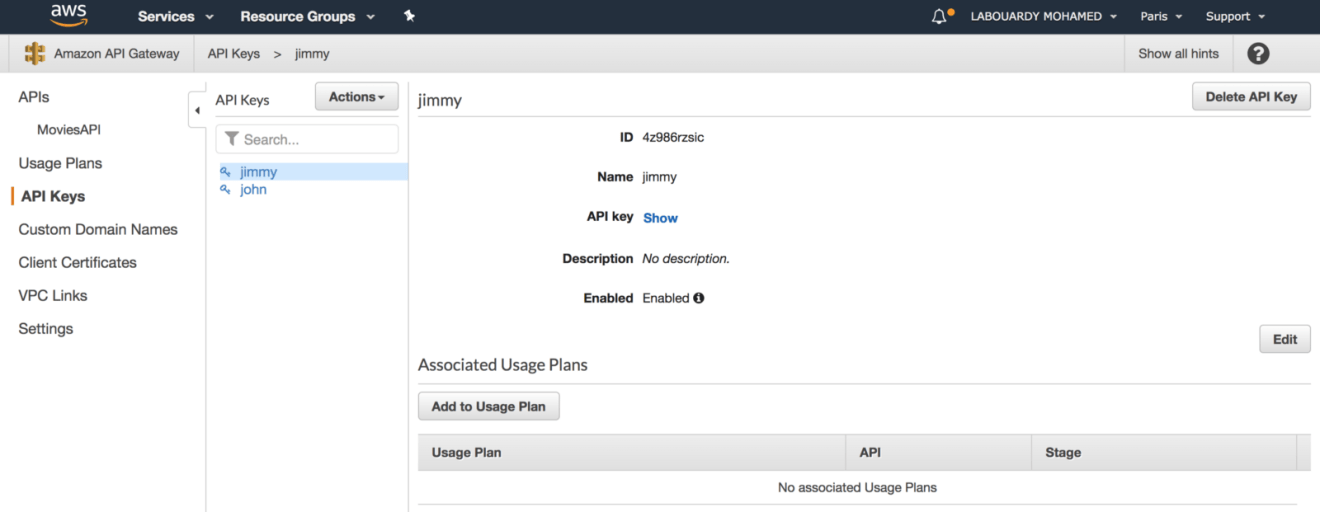 aws
Services
Resource Groups
LABOUARDY MOHAMED
Paris
Support
Amazon API Gateway
API Keys > jimmy
Show all hints
?
APIs
MoviesAPI
Usage Plans
API Keys
Custom Domain Names
Client Certificates
VPC Links
Settings
API Keys
Actions
Search...
jimmy
john
jimmy
Delete API Key
ID 4z986rzsic
Name jimmy
API key Show
Description No description.
Enabled Enabled
Edit
Associated Usage Plans
Add to Usage Plan
Usage Plan API Stage
No associated Usage Plans